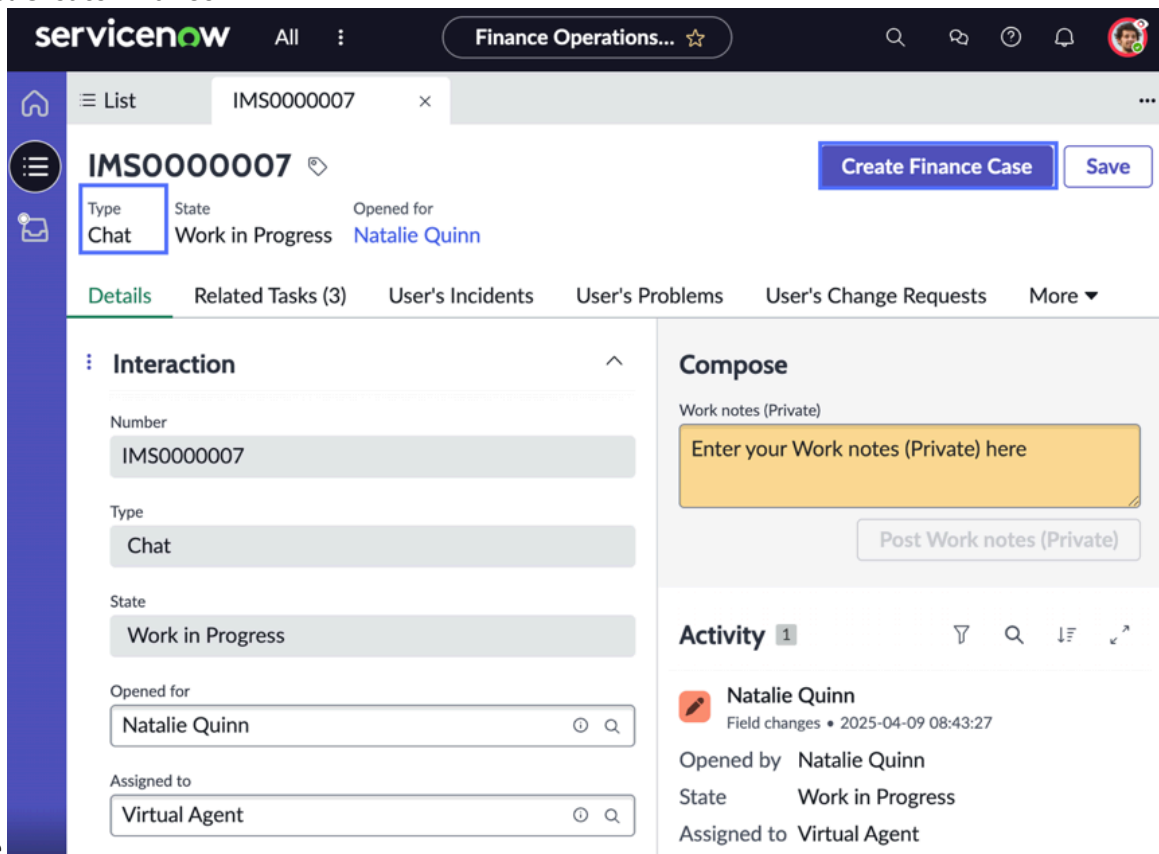 servicenow All Finance Operations...
List IMS0000007
IMS0000007 Create Finance Case Save
Type State Opened for
Chat Work in Progress Natalie Quinn
Details Related Tasks (3) User's Incidents User's Problems User's Change Requests More
Interaction
Number
IMS0000007
Type
Chat
State
Work in Progress
Opened for
Natalie Quinn
Assigned to
Virtual Agent
Compose
Work notes (Private)
Enter your Work notes (Private) here
Post Work notes (Private)
Activity 1
Natalie Quinn
Field changes • 2025-04-09 08:43:27
Opened by Natalie Quinn
State Work in Progress
Assigned to Virtual Agent